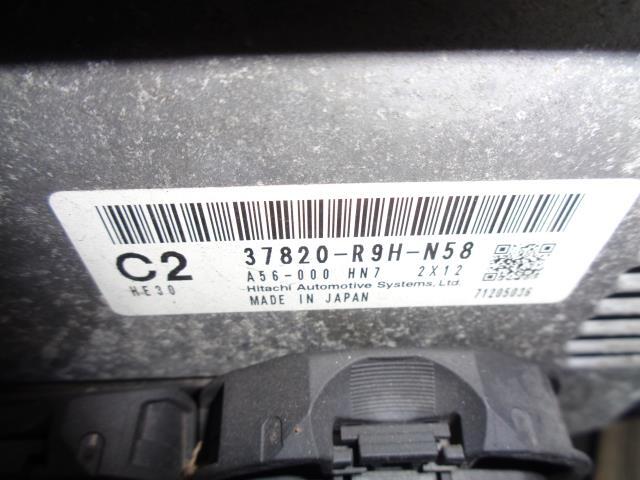 C2 37820-R9H-N58
HE30 A56-000 HN7 2X12
Hitachi Automotive Systems, Ltd.
MADE IN JAPAN 71205036